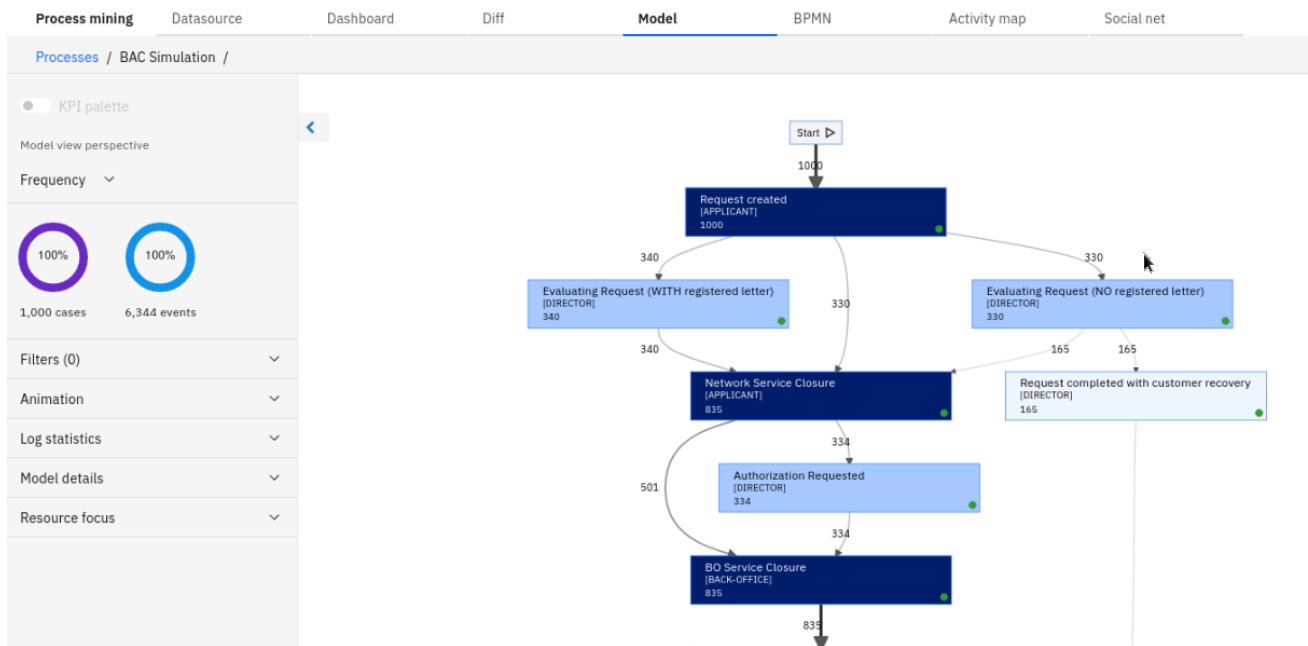 Process mining Datasource Dashboard Diff Model BPMN Activity map Social net
Processes / BAC Simulation /
KPI palette
Model view perspective
Frequency
100% 100%
1,000 cases 6,344 events
Filters (0)
Animation
Log statistics
Model details
Resource focus
Start
1000
Request created
[APPLICANT]
1000
340
330
330
Evaluating Request (WITH registered letter)
[DIRECTOR]
340
Evaluating Request (NO registered letter)
[DIRECTOR]
330
340
165
165
Network Service Closure
[APPLICANT]
835
Request completed with customer recovery
[DIRECTOR]
165
334
501
Authorization Requested
[DIRECTOR]
334
334
BO Service Closure
[BACK-OFFICE]
835
835